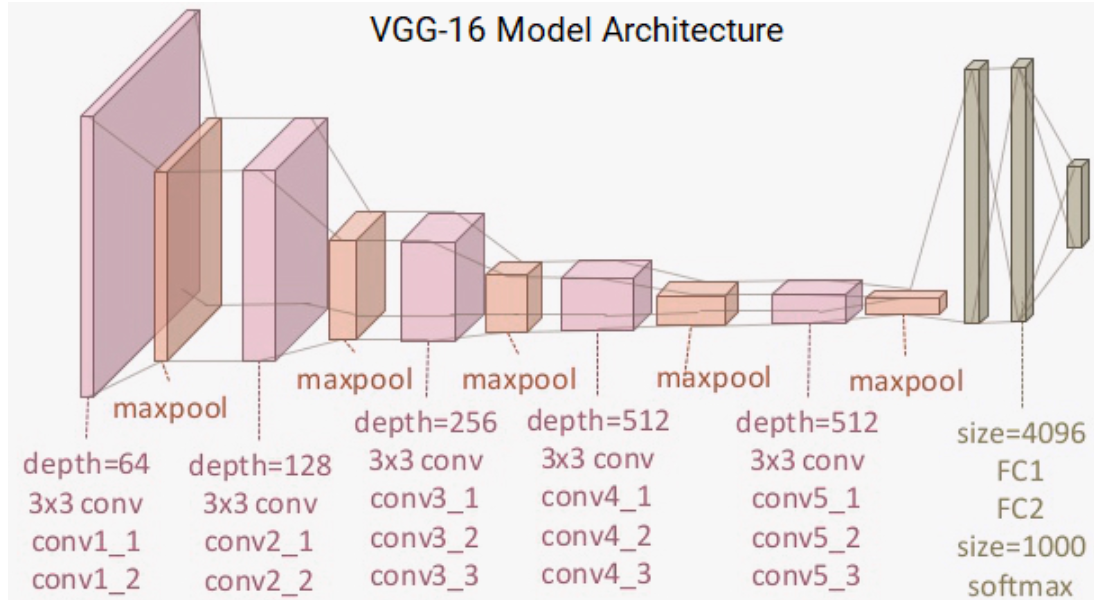 VGG-16 Model Architecture
maxpool
maxpool
maxpool
maxpool
maxpool
depth=64
3x3 conv
conv1_1
conv1_2
depth=128
3x3 conv
conv2_1
conv2_2
depth=256
3x3 conv
conv3_1
conv3_2
conv3_3
depth=512
3x3 conv
conv4_1
conv4_2
conv4_3
depth=512
3x3 conv
conv5_1
conv5_2
conv5_3
size=4096
FC1
FC2
size=1000
softmax